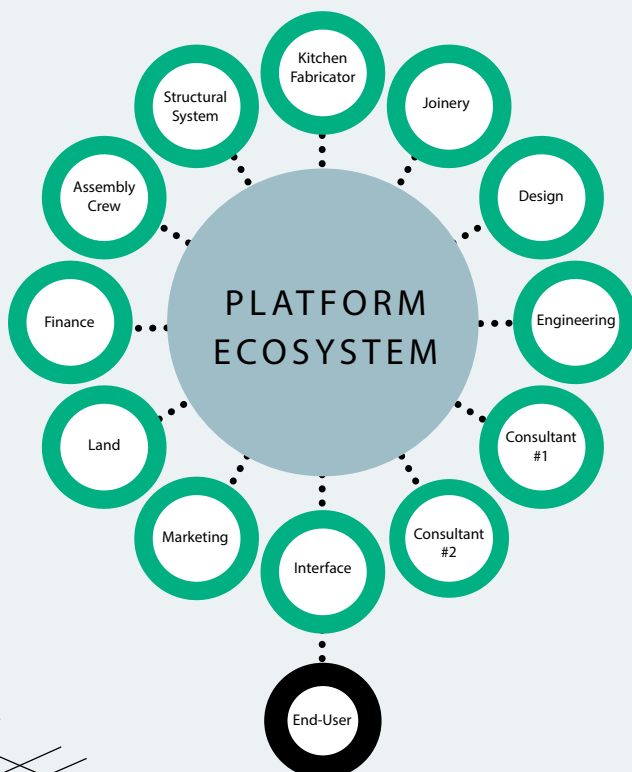 Kitchen
Fabricator
Structural
System
Joinery
Assembly
Crew
Design
PLATFORM
ECOSYSTEM
Finance
Engineering
Land
Consultant
#1
Marketing
Consultant
#2
Interface
End-User